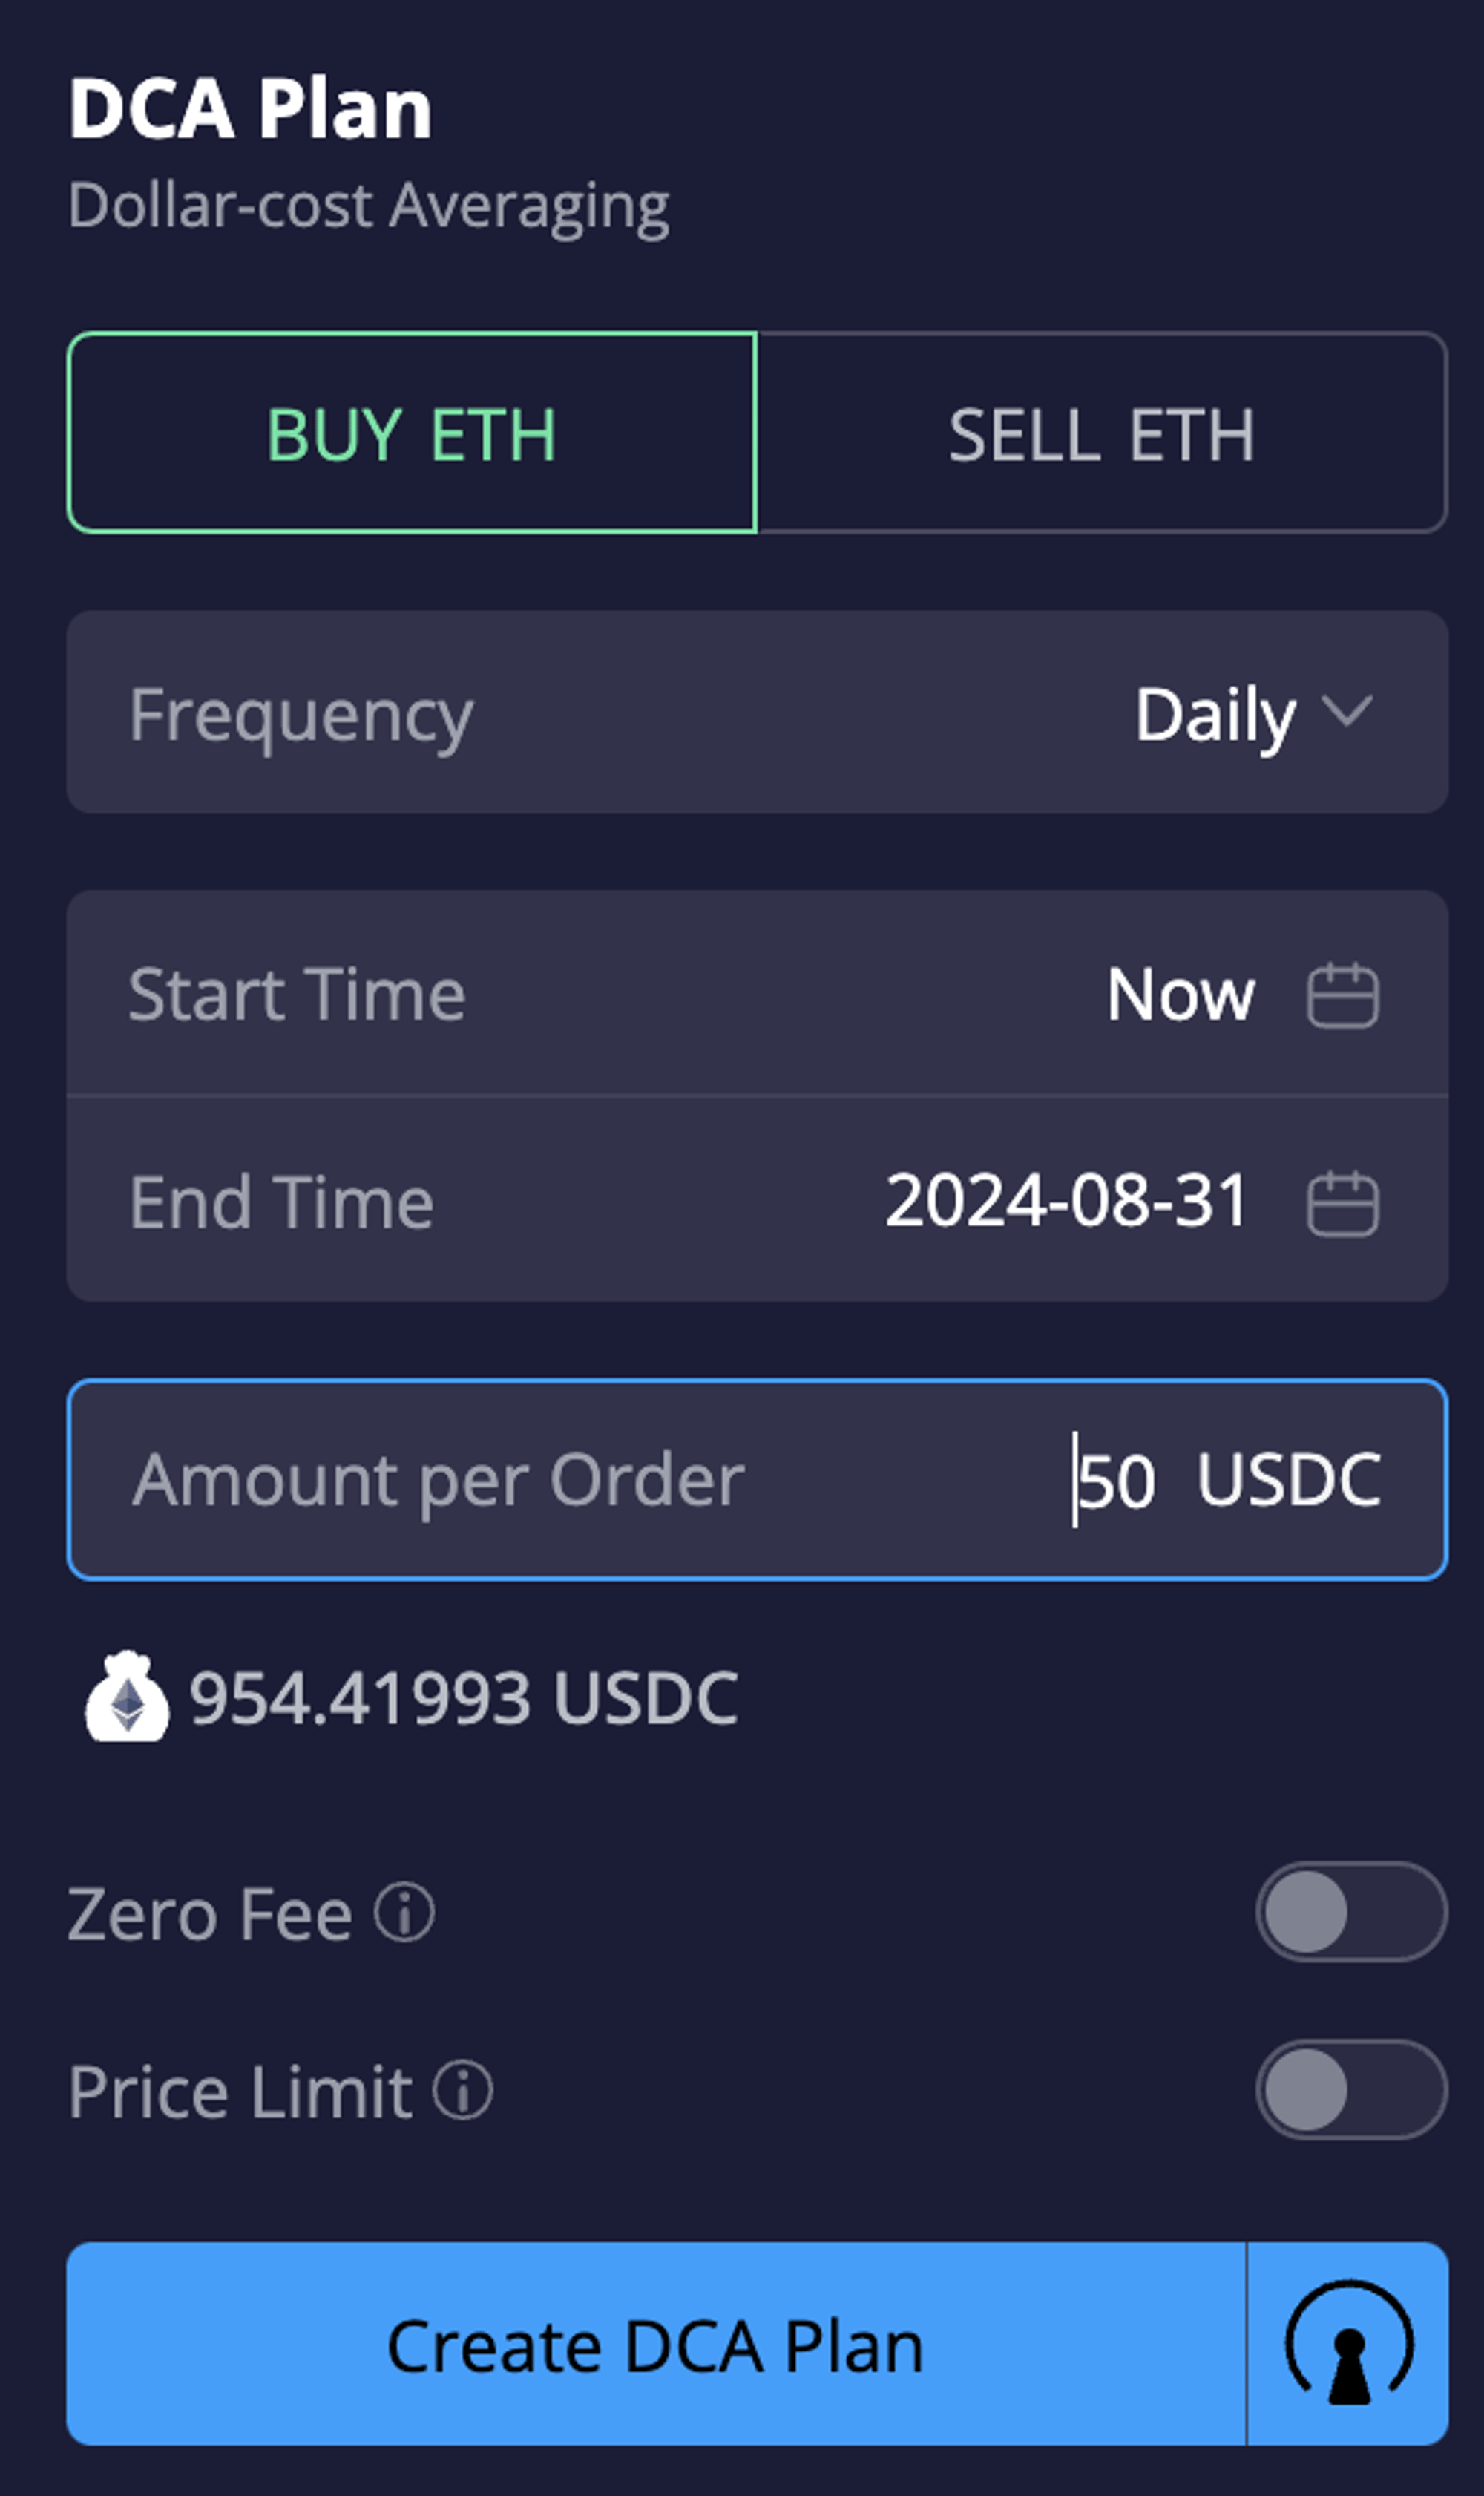 DCA Plan
Dollar-cost Averaging
BUY ETH
SELL ETH
Frequency
Daily
Start Time
Now
End Time
2024-08-31
Amount per Order
50 USDC
954.41993 USDC
Zero Fee
Price Limit
Create DCA Plan